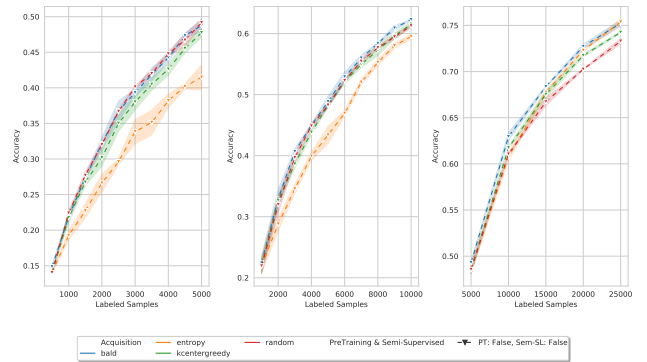 0.50
0.45
0.40
0.35
0.30
0.25
0.20
0.15
Accuracy
1000 2000 3000 4000 5000
Labeled Samples
0.6
0.5
0.4
0.3
0.2
Accuracy
2000 4000 6000 8000 10000
Labeled Samples
0.75
0.70
0.65
0.60
0.55
0.50
Accuracy
5000 10000 15000 20000 25000
Labeled Samples
Acquisition entropy random PreTraining & Semi-Supervised PT: False, Sem-SL: False
bald kcentergreedy